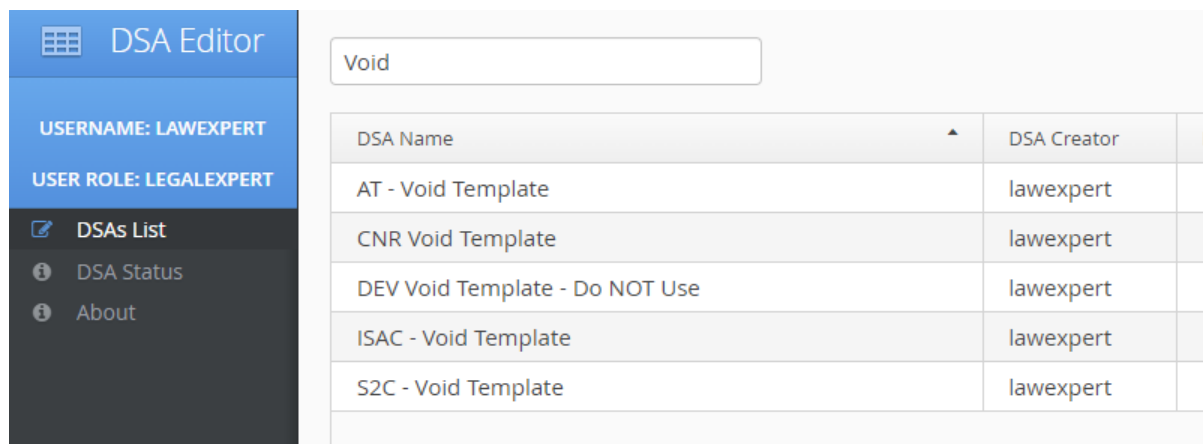 DSA Editor
USERNAME: LAWEXPERT
USER ROLE: LEGALEXPERT
DSAs List
DSA Status
About
Void
DSA Name DSA Creator
AT - Void Template lawexpert
CNR Void Template lawexpert
DEV Void Template - Do NOT Use lawexpert
ISAC - Void Template lawexpert
S2C - Void Template lawexpert